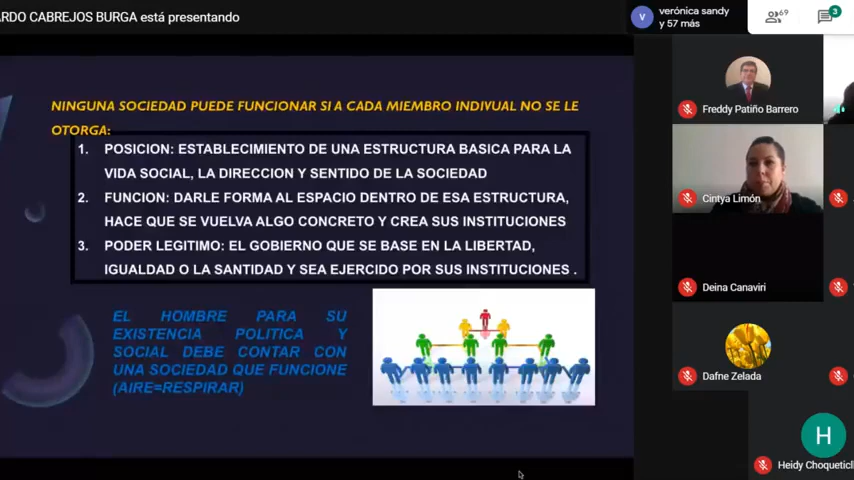 ARDO CABREJOS BURGA está presentando
verónica sandy
y 57 más
V
69
3
NINGUNA SOCIEDAD PUEDE FUNCIONAR SI A CADA MIEMBRO INDIVUAL NO SE LE
OTORGA:
1. POSICION: ESTABLECIMIENTO DE UNA ESTRUCTURA BASICA PARA LA
VIDA SOCIAL, LA DIRECCION Y SENTIDO DE LA SOCIEDAD
2. FUNCION: DARLE FORMA AL ESPACIO DENTRO DE ESA ESTRUCTURA,
HACE QUE SE VUELVA ALGO CONCRETO Y CREA SUS INSTITUCIONES
3. PODER LEGITIMO: EL GOBIERNO QUE SE BASE EN LA LIBERTAD,
IGUALDAD O LA SANTIDAD Y SEA EJERCIDO POR SUS INSTITUCIONES .
EL HOMBRE PARA SU
EXISTENCIA POLITICA Y
SOCIAL DEBE CONTAR CON
UNA SOCIEDAD QUE FUNCIONE
(AIRE=RESPIRAR)
Freddy Patiño Barrero
Cintya Limón
Deina Canaviri
Dafne Zelada
H
Heidy Choqueticll